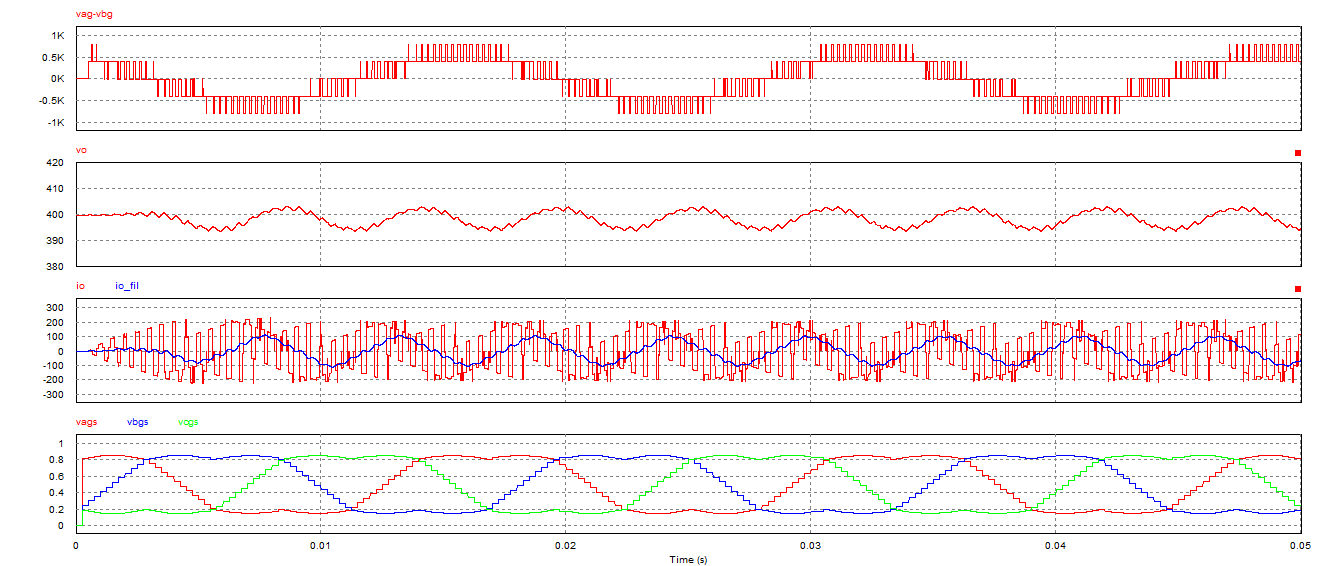 vag-vbg
1K
0.5K
0K
-0.5K
-1K
vo
420
410
400
390
380
io io_fil
300
200
100
0
-100
-200
-300
vags vbgs vcgs
1
0.8
0.6
0.4
0.2
0
0 0.01 0.02 0.03 0.04 0.05
Time (s)